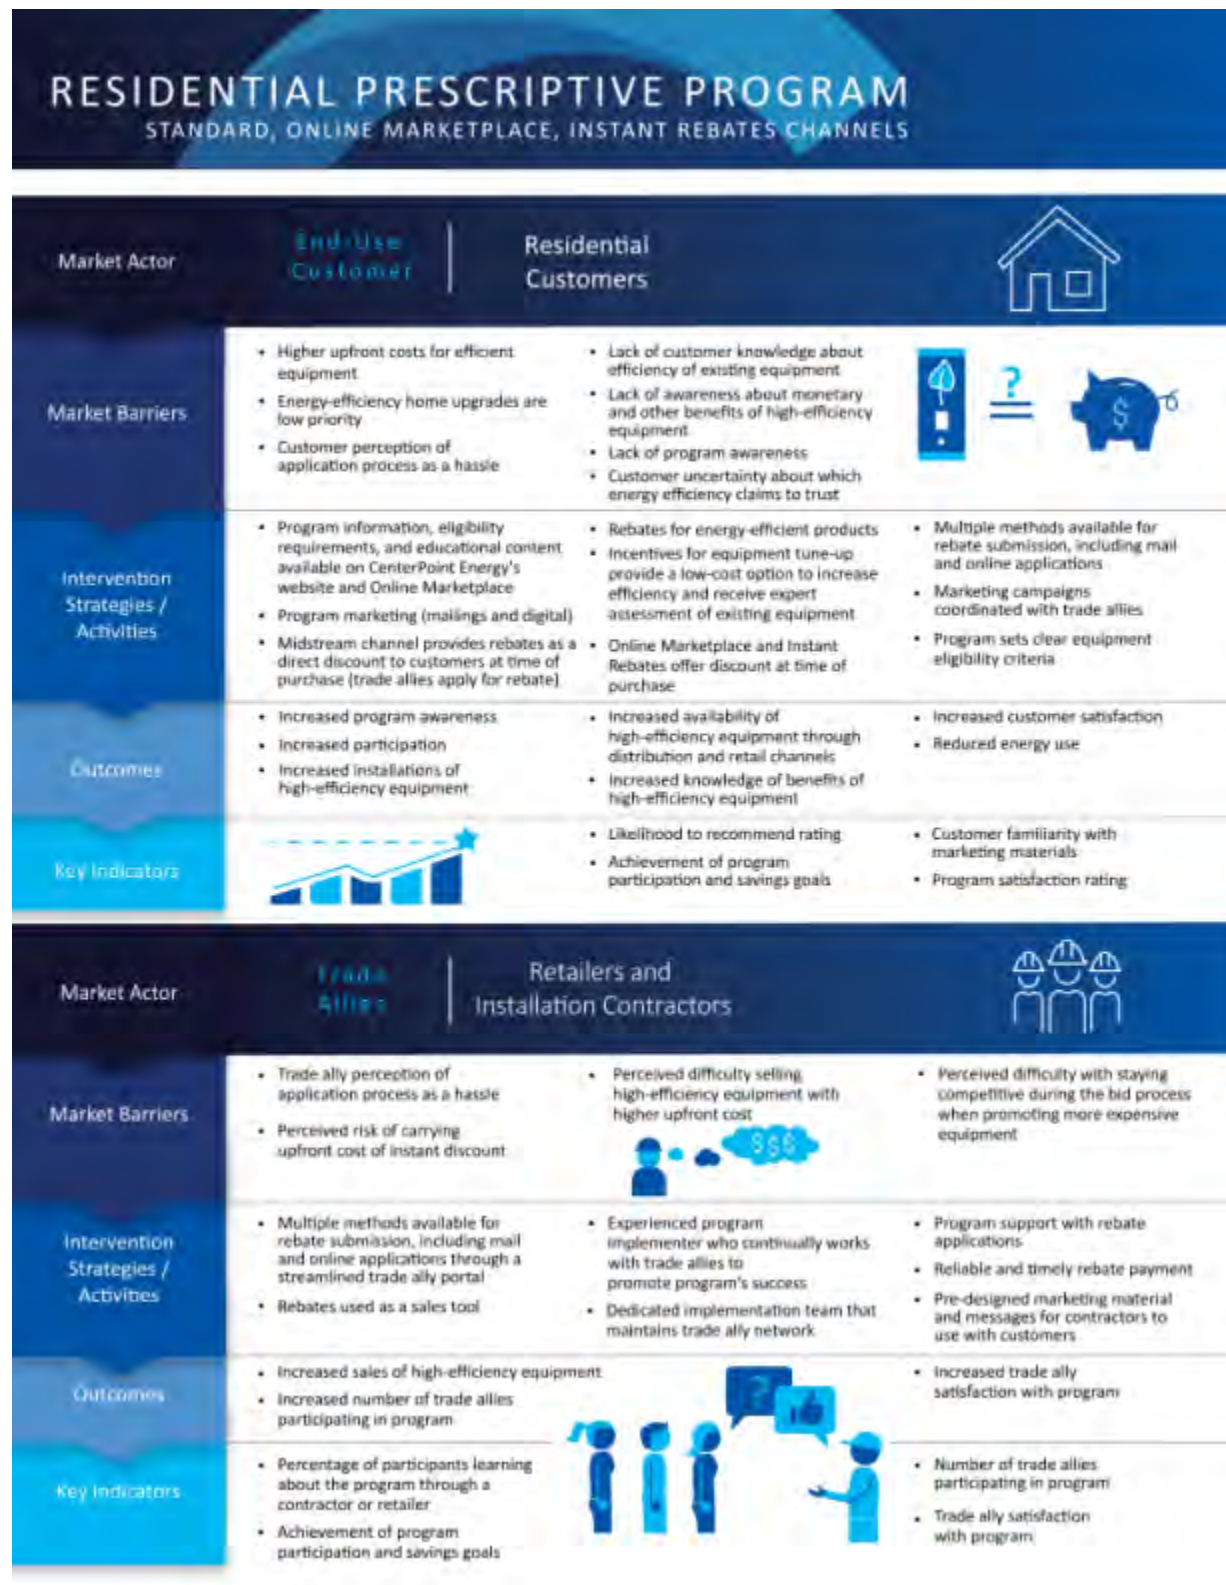 RESIDENTIAL PRESCRIPTIVE PROGRAM
STANDARD, ONLINE MARKETPLACE, INSTANT REBATES CHANNELS
Market Actor
End-Use
Customer
Residential
Customers
Market Barriers
• Higher upfront costs for efficient
equipment
• Energy-efficiency home upgrades are
low priority
• Customer perception of
application process as a hassle
• Lack of customer knowledge about
efficiency of existing equipment
• Lack of awareness about monetary
and other benefits of high-efficiency
equipment
• Lack of program awareness
• Customer uncertainty about which
energy efficiency claims to trust
?
$
Intervention
Strategies /
Activities
• Program information, eligibility
requirements, and educational content
available on CenterPoint Energy's
website and Online Marketplace
• Program marketing (mailings and digital)
• Midstream channel provides rebates as a
direct discount to customers at time of
purchase (trade allies apply for rebate)
• Rebates for energy-efficient products
• Incentives for equipment tune-up
provide a low-cost option to increase
efficiency and receive expert
assessment of existing equipment
• Online Marketplace and Instant
Rebates offer discount at time of
purchase
• Multiple methods available for
rebate submission, including mail
and online applications
• Marketing campaigns
coordinated with trade allies
• Program sets clear equipment
eligibility criteria
Outcomes
• Increased program awareness
• Increased participation
• Increased installations of
high-efficiency equipment
• Increased availability of
high-efficiency equipment through
distribution and retail channels
• Increased knowledge of benefits of
high-efficiency equipment
• Increased customer satisfaction
• Reduced energy use
Key Indicators
• Likelihood to recommend rating
• Achievement of program
participation and savings goals
• Customer familiarity with
marketing materials
• Program satisfaction rating
Market Actor
Trade
Allies
Retailers and
Installation Contractors
Market Barriers
• Trade ally perception of
application process as a hassle
• Perceived risk of carrying
upfront cost of instant discount
• Perceived difficulty selling
high-efficiency equipment with
higher upfront cost
$$$
• Perceived difficulty with staying
competitive during the bid process
when promoting more expensive
equipment
Intervention
Strategies /
Activities
• Multiple methods available for
rebate submission, including mail
and online applications through a
streamlined trade ally portal
• Rebates used as a sales tool
• Experienced program
implementer who continually works
with trade allies to
promote program's success
• Dedicated implementation team that
maintains trade ally network
• Program support with rebate
applications
• Reliable and timely rebate payment
• Pre-designed marketing material
and messages for contractors to
use with customers
Outcomes
• Increased sales of high-efficiency equipment
• Increased number of trade allies
participating in program
?
• Increased trade ally
satisfaction with program
Key Indicators
• Percentage of participants learning
about the program through a
contractor or retailer
• Achievement of program
participation and savings goals
• Number of trade allies
participating in program
• Trade ally satisfaction
with program